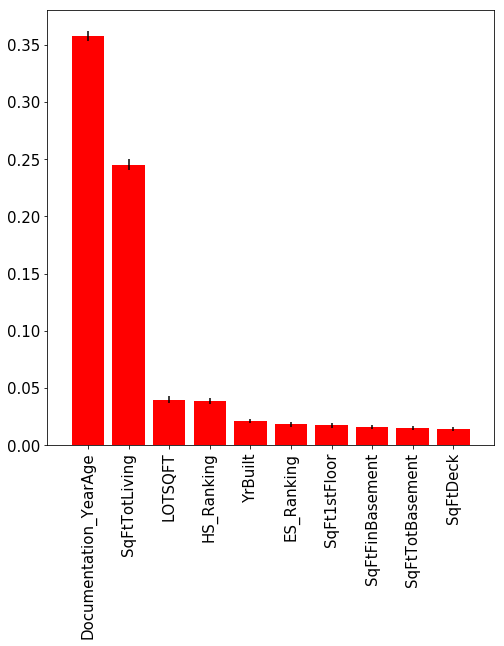 0.35
0.30
0.25
0.20
0.15
0.10
0.05
0.00
Documentation_YearAge
SqFtTotLiving
LOTSQFT
HS_Ranking
YrBuilt
ES_Ranking
SqFt1stFloor
SqFtFinBasement
SqFtTotBasement
SqFtDeck